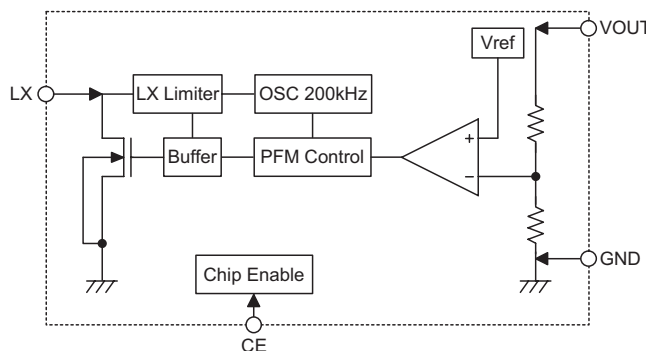 VOUT
Vref
LX
LX Limiter
OSC 200kHz
Buffer
PFM Control
+
−
GND
Chip Enable
CE